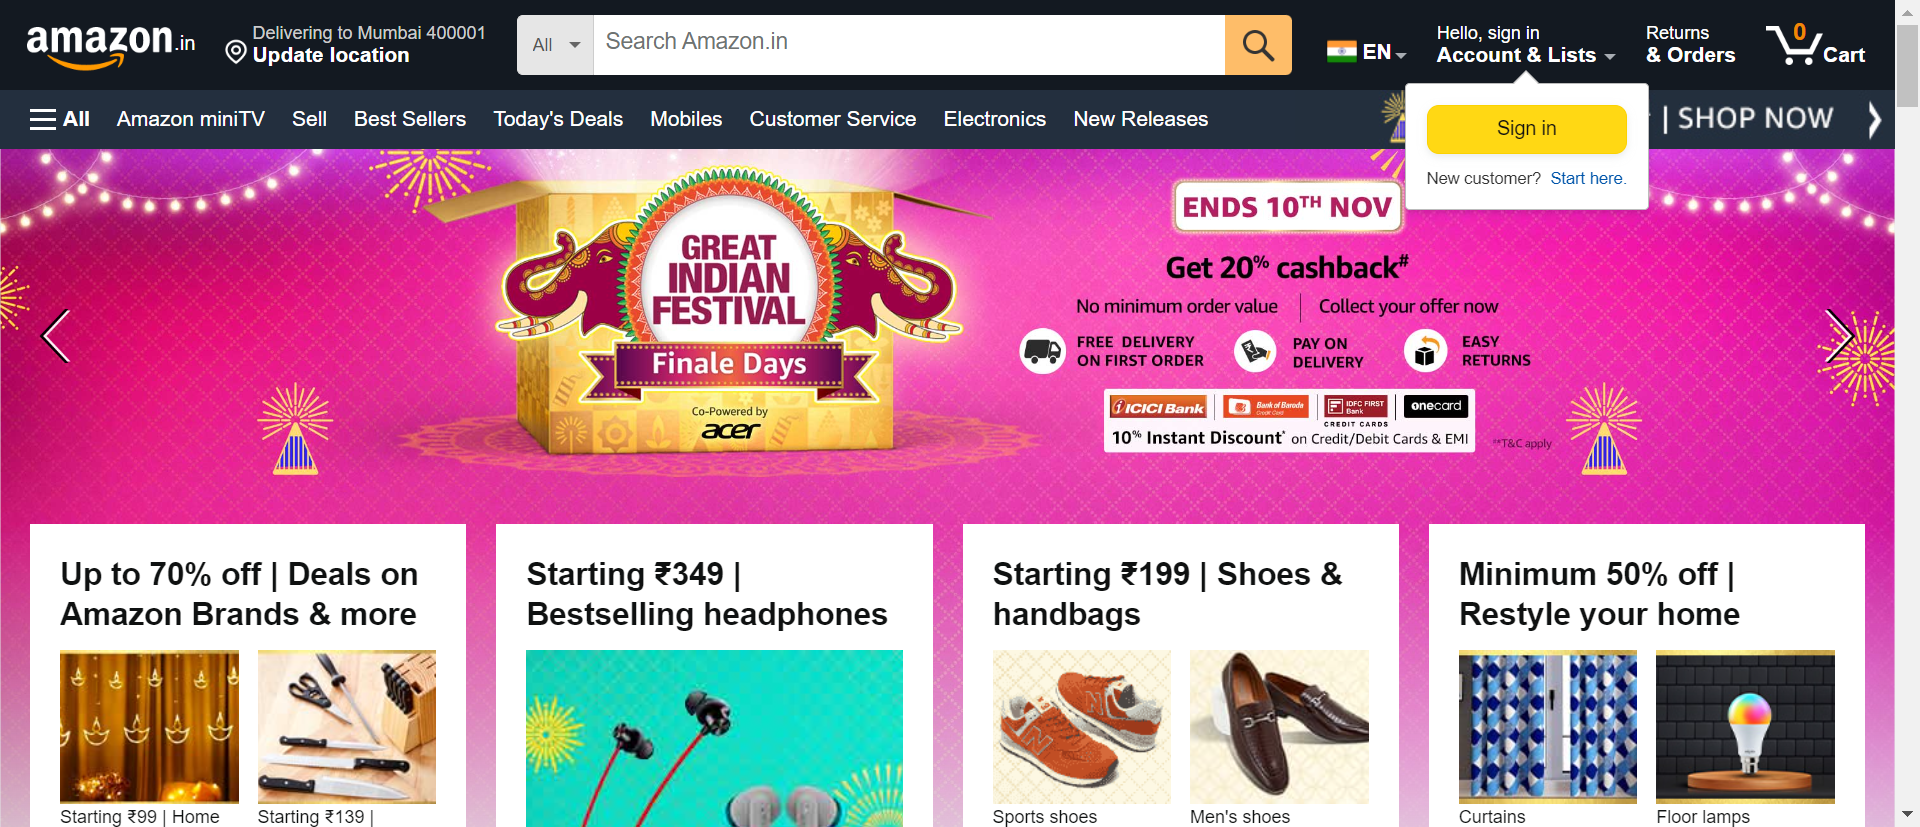 amazon.in
Delivering to Mumbai 400001
Update location
All
Search Amazon.in
EN
Hello, sign in
Account & Lists
Returns
& Orders
0
Cart
All
Amazon miniTV
Sell
Best Sellers
Today's Deals
Mobiles
Customer Service
Electronics
New Releases
| SHOP NOW
Sign in
New customer? Start here.
GREAT
INDIAN
FESTIVAL
Finale Days
Co-Powered by
acer
ENDS 10TH NOV
Get 20% cashback#
No minimum order value
Collect your offer now
FREE DELIVERY
ON FIRST ORDER
PAY ON
DELIVERY
EASY
RETURNS
ICICI Bank
Bank of Baroda
Credit Card
IDFC FIRST
Bank
CREDIT CARDS
onecard
10% Instant Discount* on Credit/Debit Cards & EMI
**T&C apply
Up to 70% off | Deals on
Amazon Brands & more
Starting ₹99 | Home
Starting ₹139 |
Starting ₹349 |
Bestselling headphones
Starting ₹199 | Shoes &
handbags
Sports shoes
Men's shoes
Minimum 50% off |
Restyle your home
Curtains
Floor lamps